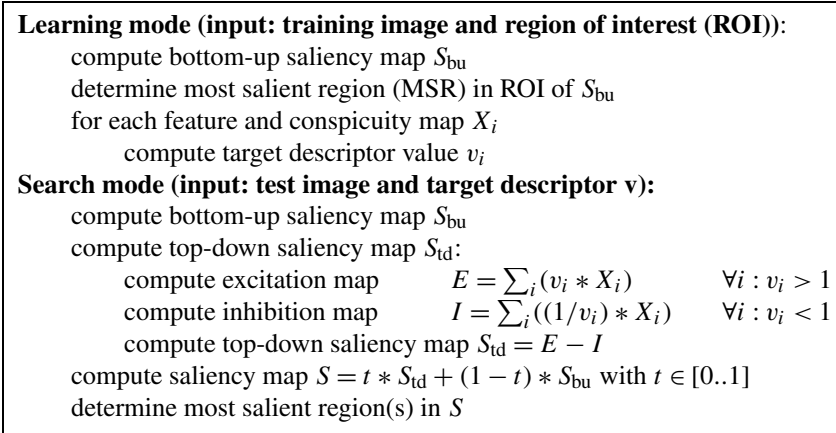 Learning mode (input: training image and region of interest (ROI)):
compute bottom-up saliency map S_bu
determine most salient region (MSR) in ROI of S_bu
for each feature and conspicuity map X_i
compute target descriptor value v_i
Search mode (input: test image and target descriptor v):
compute bottom-up saliency map S_bu
compute top-down saliency map S_td:
compute excitation map E = ∑_i(v_i * X_i) ∀i : v_i > 1
compute inhibition map I = ∑_i((1/v_i) * X_i) ∀i : v_i < 1
compute top-down saliency map S_td = E − I
compute saliency map S = t * S_td + (1 − t) * S_bu with t ∈ [0..1]
determine most salient region(s) in S